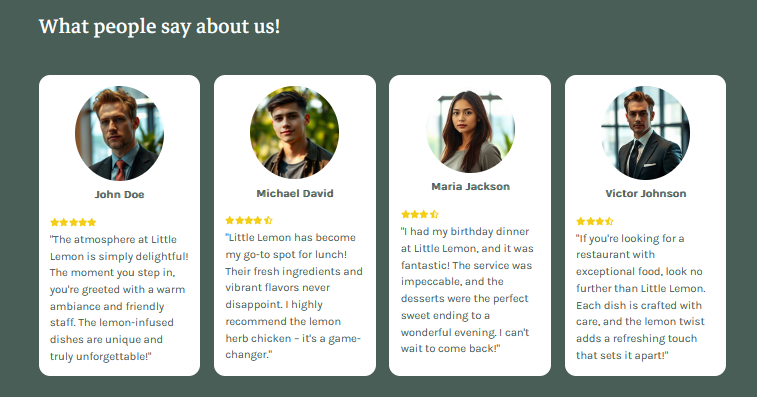 What people say about us!
John Doe
"The atmosphere at Little
Lemon is simply delightful!
The moment you step in,
you're greeted with a warm
ambiance and friendly
staff. The lemon-infused
dishes are unique and
truly unforgettable!"
Michael David
"Little Lemon has become
my go-to spot for lunch!
Their fresh ingredients and
vibrant flavors never
disappoint. I highly
recommend the lemon
herb chicken – it's a game-
changer."
Maria Jackson
"I had my birthday dinner
at Little Lemon, and it was
fantastic! The service was
impeccable, and the
desserts were the perfect
sweet ending to a
wonderful evening. I can't
wait to come back!"
Victor Johnson
"If you're looking for a
restaurant with
exceptional food, look no
further than Little Lemon.
Each dish is crafted with
care, and the lemon twist
adds a refreshing touch
that sets it apart!"